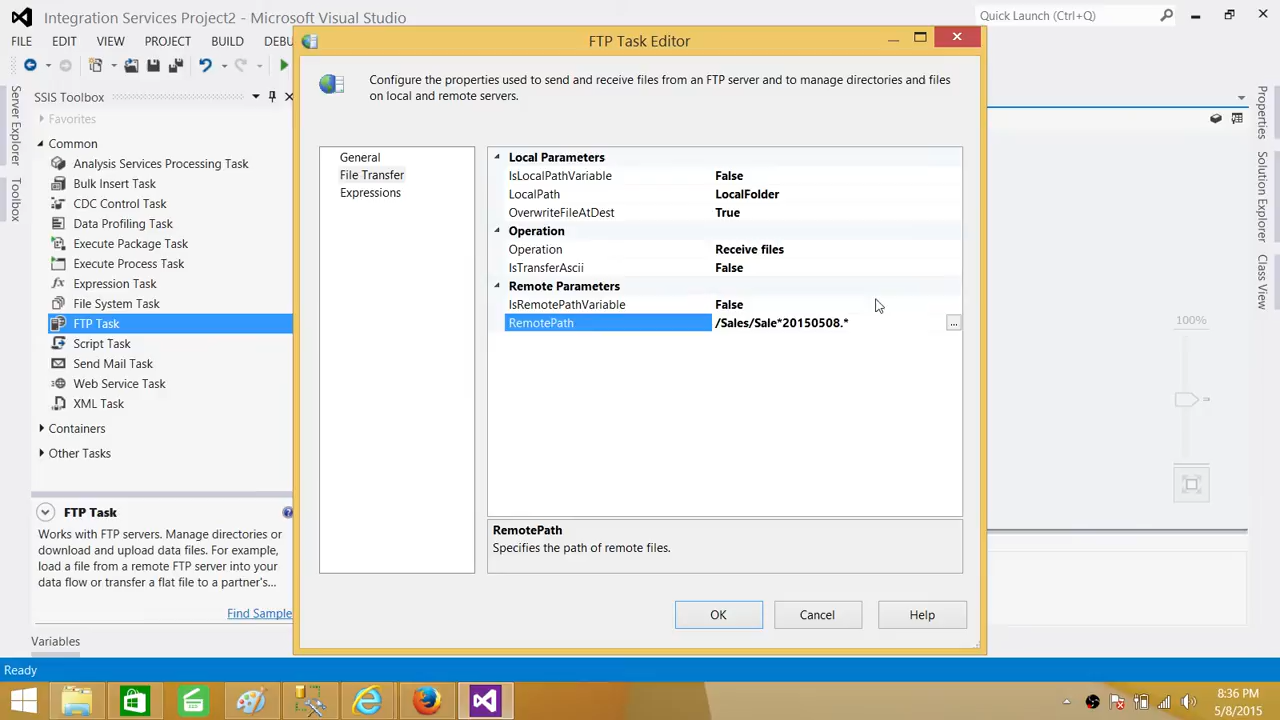 Integration Services Project2 - Microsoft Visual Studio
Quick Launch (Ctrl+Q)
FILE EDIT VIEW PROJECT BUILD DEBU
FTP Task Editor
Configure the properties used to send and receive files from an FTP server and to manage directories and files
on local and remote servers.
Server Explorer
Toolbox
SSIS Toolbox
Favorites
Common
Analysis Services Processing Task
Bulk Insert Task
CDC Control Task
Data Profiling Task
Execute Package Task
Execute Process Task
Expression Task
File System Task
FTP Task
Script Task
Send Mail Task
Web Service Task
XML Task
Containers
Other Tasks
FTP Task
Works with FTP servers. Manage directories or
download and upload data files. For example,
load a file from a remote FTP server into your
data flow or transfer a flat file to a partner's...
Find Sample
Variables
General
File Transfer
Expressions
Local Parameters
IsLocalPathVariable False
LocalPath LocalFolder
OverwriteFileAtDest True
Operation
Operation Receive files
IsTransferAscii False
Remote Parameters
IsRemotePathVariable False
RemotePath /Sales/Sale*20150508.* ...
RemotePath
Specifies the path of remote files.
OK Cancel Help
100%
Properties
Solution Explorer
Class View
Ready
8:36 PM
5/8/2015